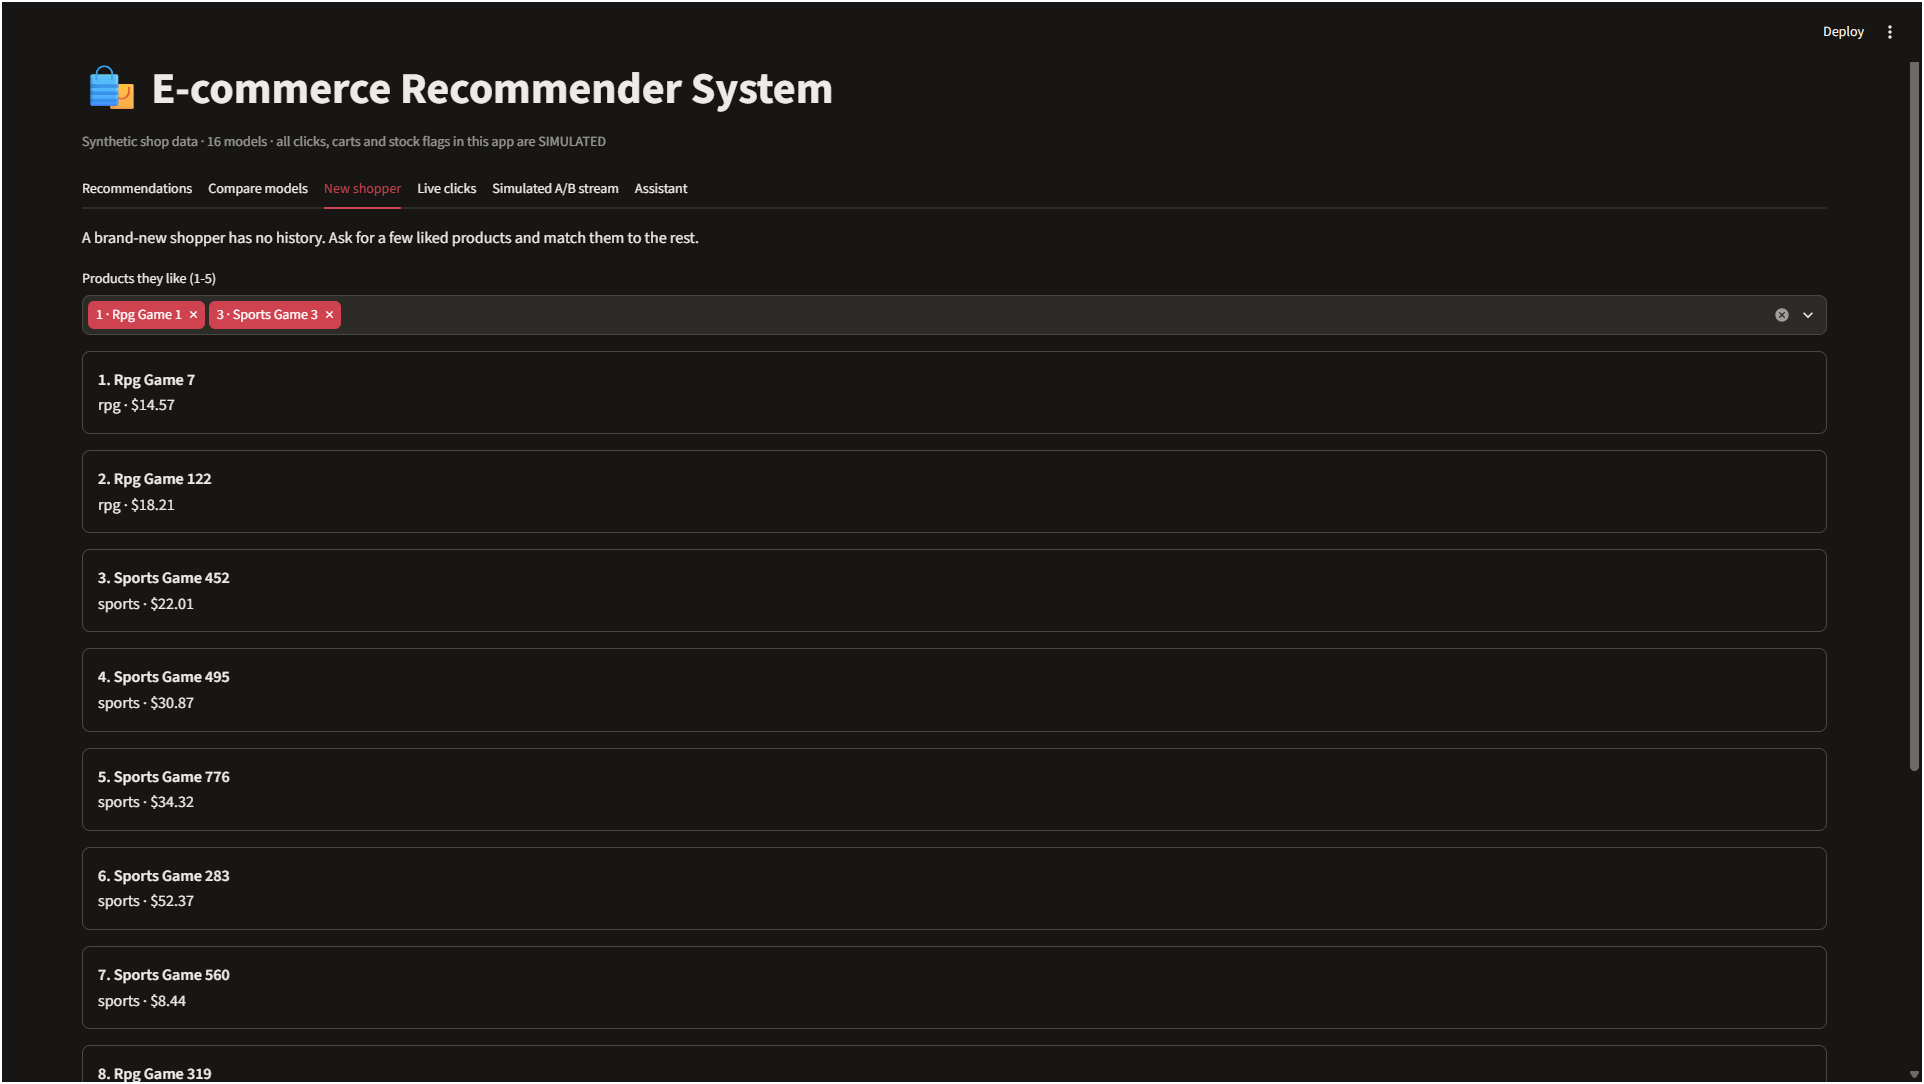 Deploy
E-commerce Recommender System
Synthetic shop data · 16 models · all clicks, carts and stock flags in this app are SIMULATED
Recommendations Compare models New shopper Live clicks Simulated A/B stream Assistant
A brand-new shopper has no history. Ask for a few liked products and match them to the rest.
Products they like (1-5)
1 · Rpg Game 1 3 · Sports Game 3
1. Rpg Game 7
rpg · $14.57
2. Rpg Game 122
rpg · $18.21
3. Sports Game 452
sports · $22.01
4. Sports Game 495
sports · $30.87
5. Sports Game 776
sports · $34.32
6. Sports Game 283
sports · $52.37
7. Sports Game 560
sports · $8.44
8. Rpg Game 319